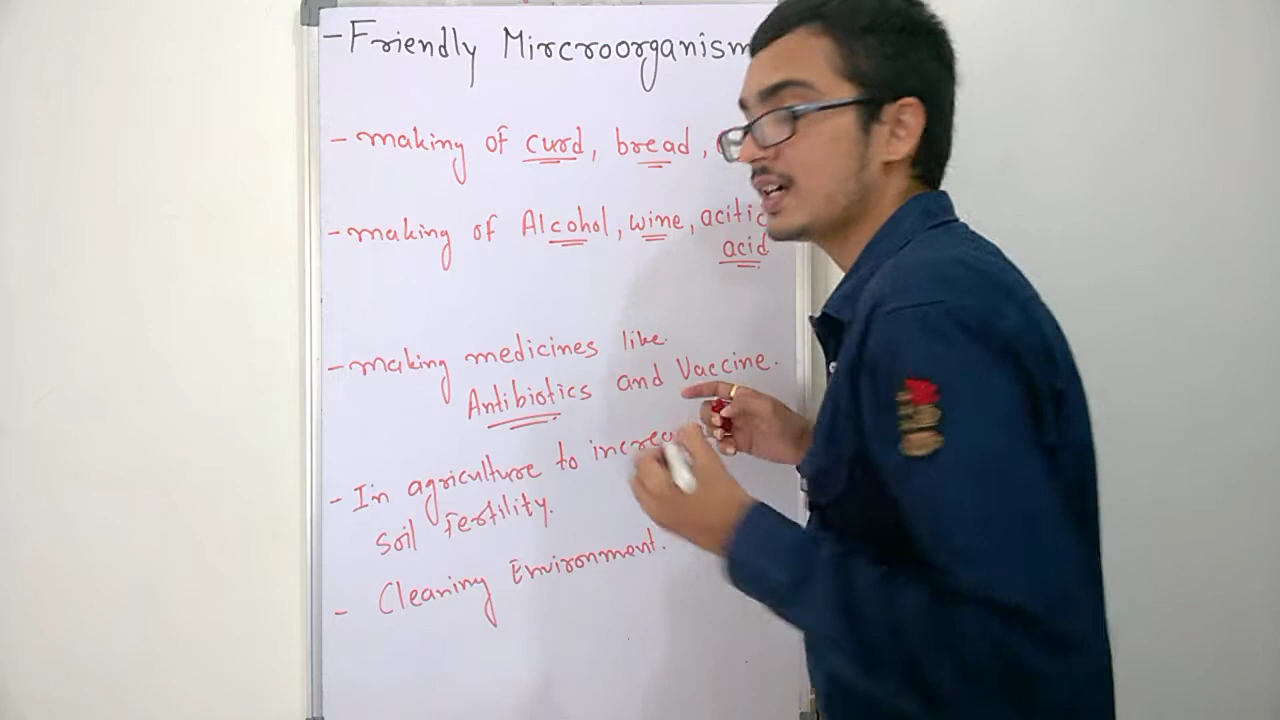 - Friendly Mircroorganism
- making of curd, bread,
- making of Alcohol, wine, acitic
acid
- making medicines like.
Antibiotics and Vaccine.
- In agriculture to
soil fertility.
- Cleaning Environment.